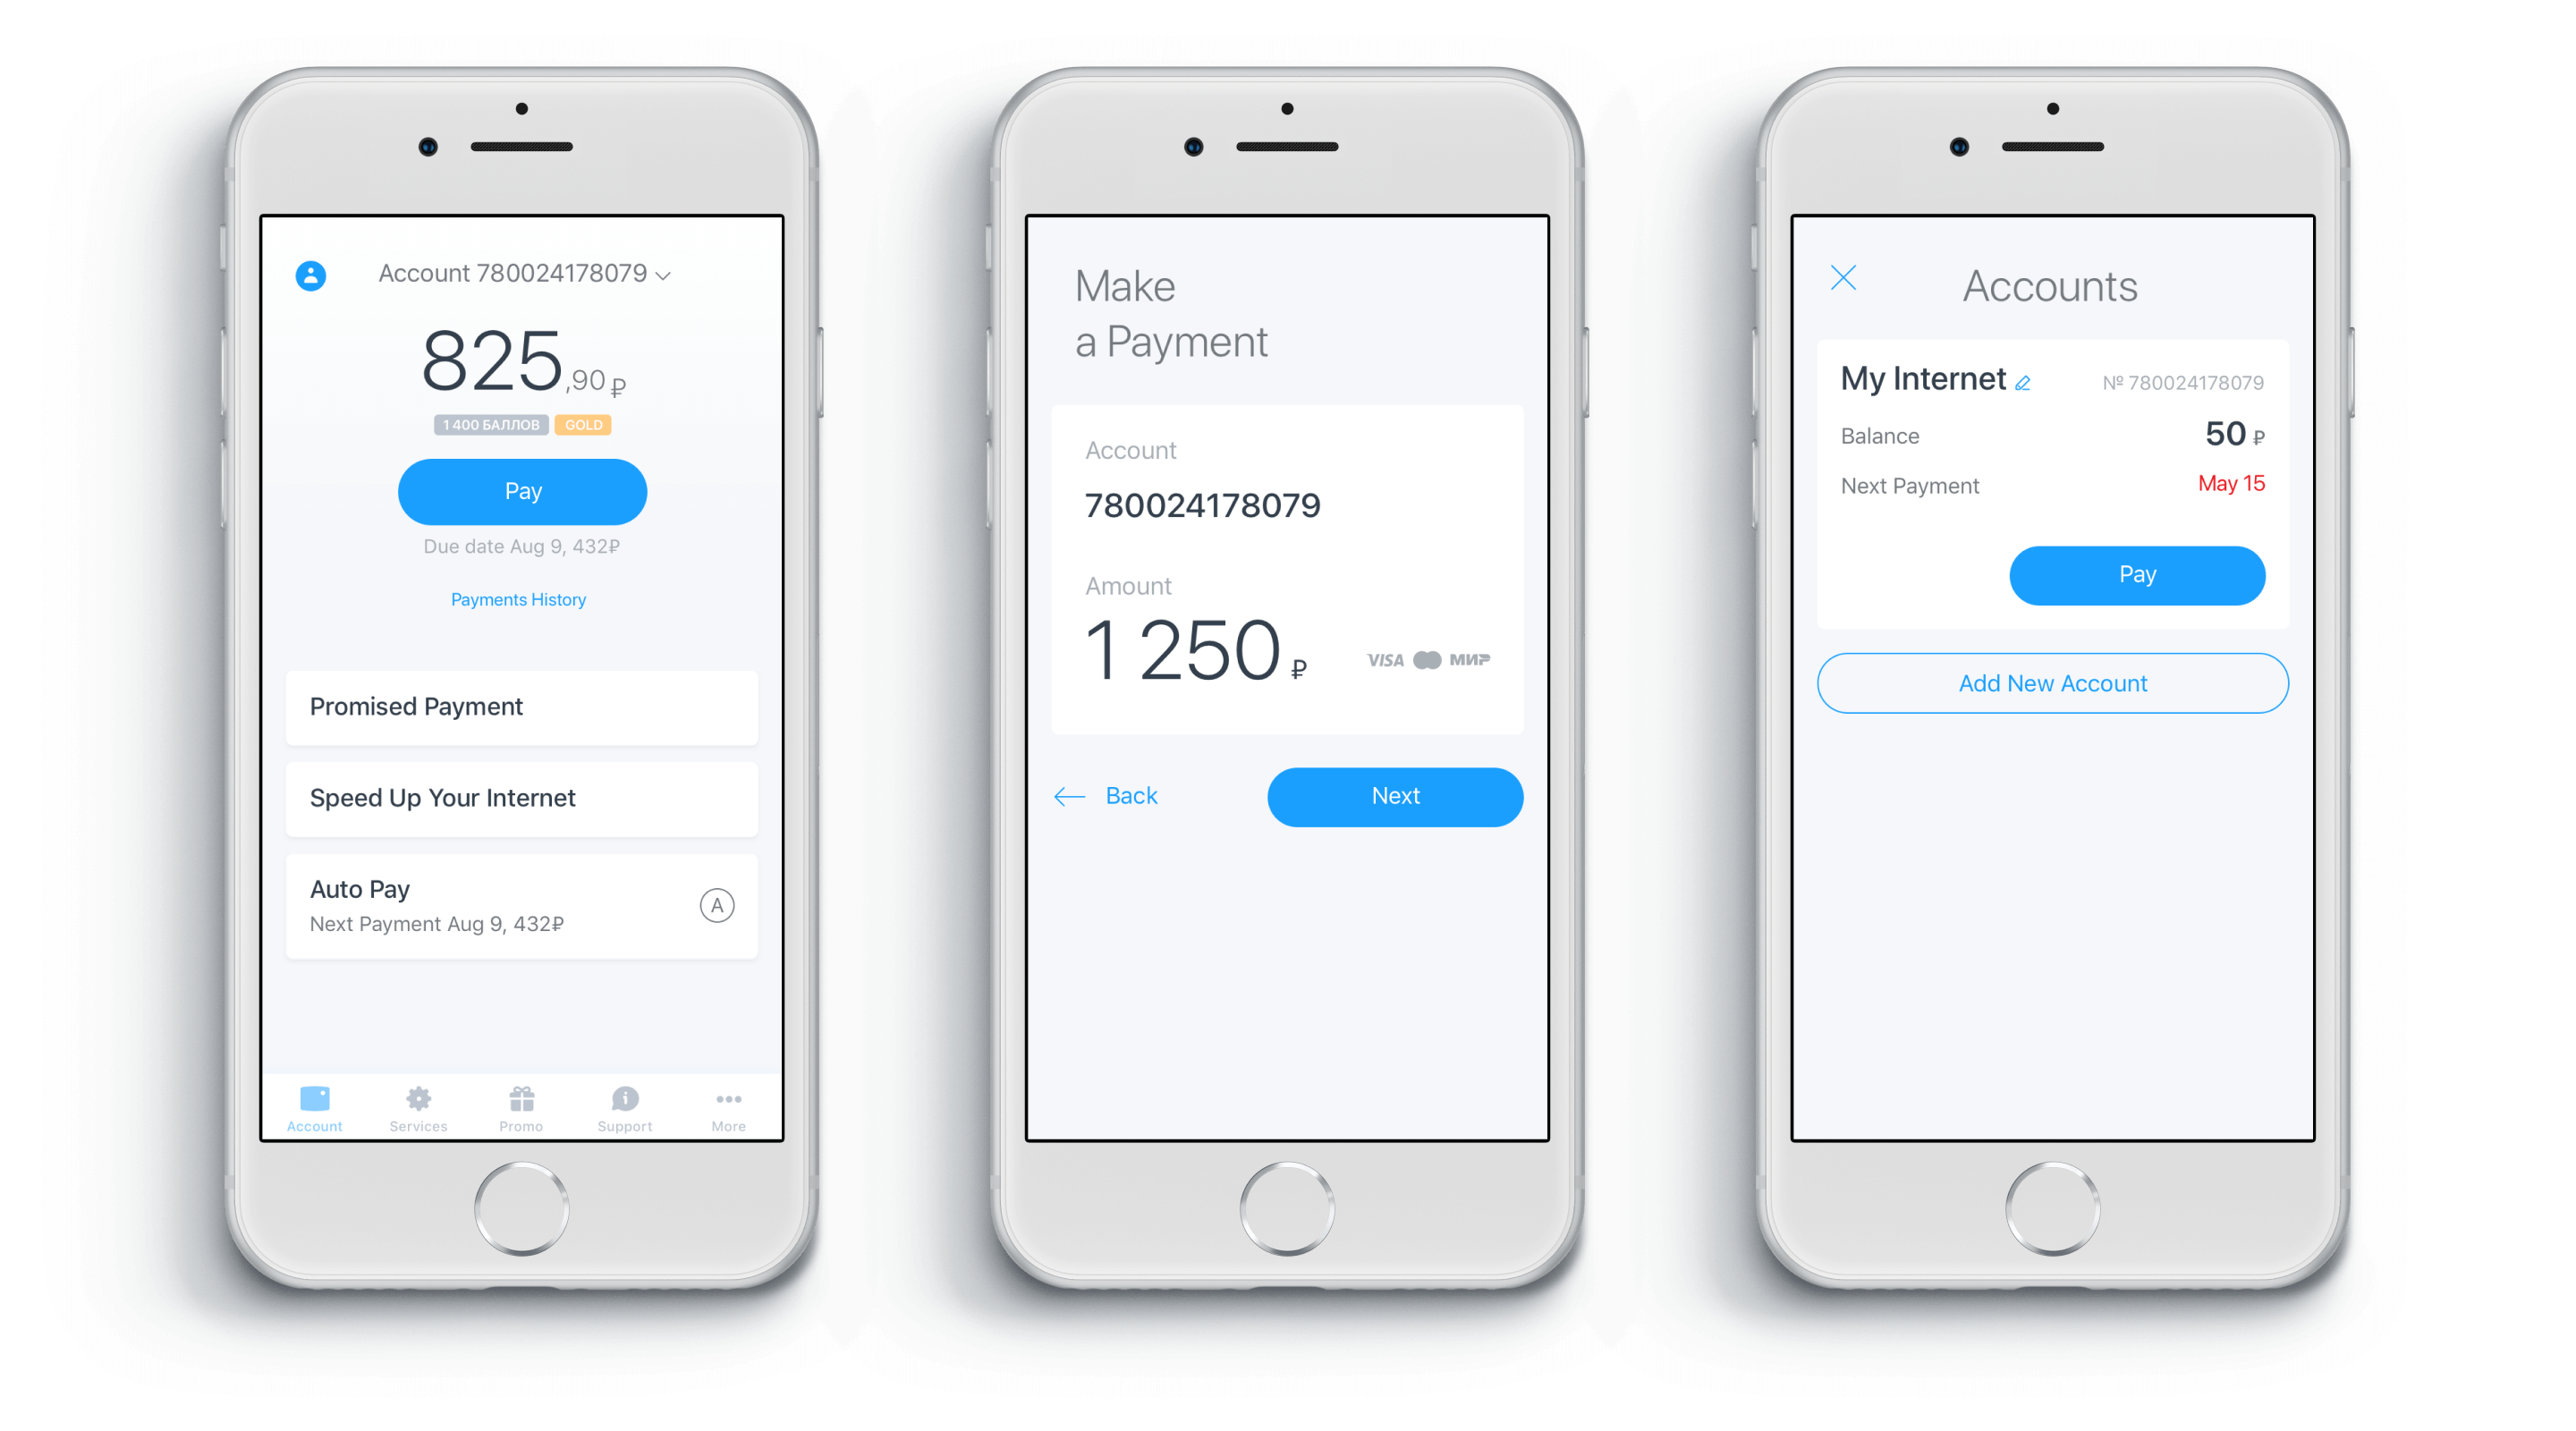 Account 780024178079
825,90 ₽
1 400 БАЛЛОВ GOLD
Pay
Due date Aug 9, 432₽
Payments History
Promised Payment
Speed Up Your Internet
Auto Pay
A
Next Payment Aug 9, 432₽
Account Services Promo Support More
Make
a Payment
Account
780024178079
Amount
1 250 ₽ VISA МИР
Back Next
Accounts
My Internet № 780024178079
Balance 50 ₽
Next Payment May 15
Pay
Add New Account